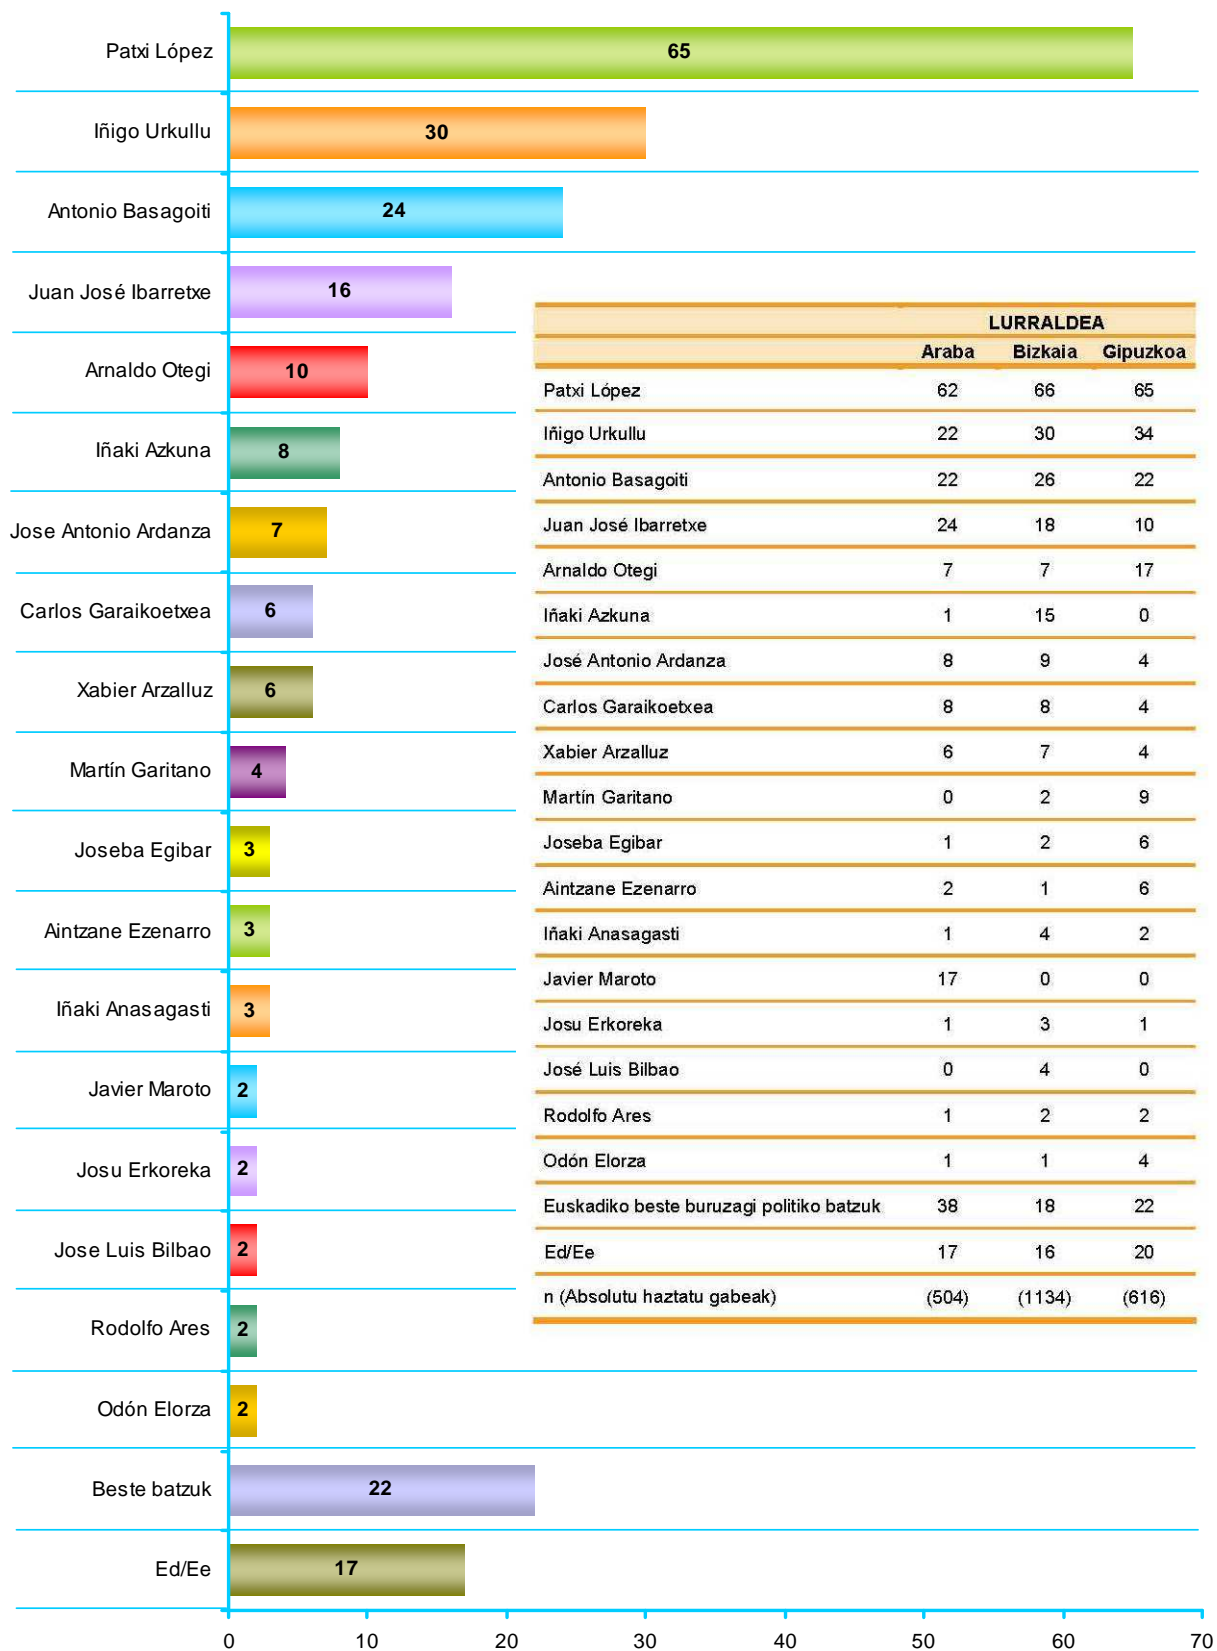 Patxi López 65
Iñigo Urkullu 30
Antonio Basagoiti 24
Juan José Ibarretxe 16
Arnaldo Otegi 10
Iñaki Azkuna 8
Jose Antonio Ardanza 7
Carlos Garaikoetxea 6
Xabier Arzalluz 6
Martín Garitano 4
Joseba Egibar 3
Aintzane Ezenarro 3
Iñaki Anasagasti 3
Javier Maroto 2
Josu Erkoreka 2
Jose Luis Bilbao 2
Rodolfo Ares 2
Odón Elorza 2
Beste batzuk 22
Ed/Ee 17
0 10 20 30 40 50 60 70
LURRALDEA
Araba Bizkaia Gipuzkoa
Patxi López 62 66 65
Iñigo Urkullu 22 30 34
Antonio Basagoiti 22 26 22
Juan José Ibarretxe 24 18 10
Arnaldo Otegi 7 7 17
Iñaki Azkuna 1 15 0
José Antonio Ardanza 8 9 4
Carlos Garaikoetxea 8 8 4
Xabier Arzalluz 6 7 4
Martín Garitano 0 2 9
Joseba Egibar 1 2 6
Aintzane Ezenarro 2 1 6
Iñaki Anasagasti 1 4 2
Javier Maroto 17 0 0
Josu Erkoreka 1 3 1
José Luis Bilbao 0 4 0
Rodolfo Ares 1 2 2
Odón Elorza 1 1 4
Euskadiko beste buruzagi politiko batzuk 38 18 22
Ed/Ee 17 16 20
n (Absolutu haztatu gabeak) (504) (1134) (616)